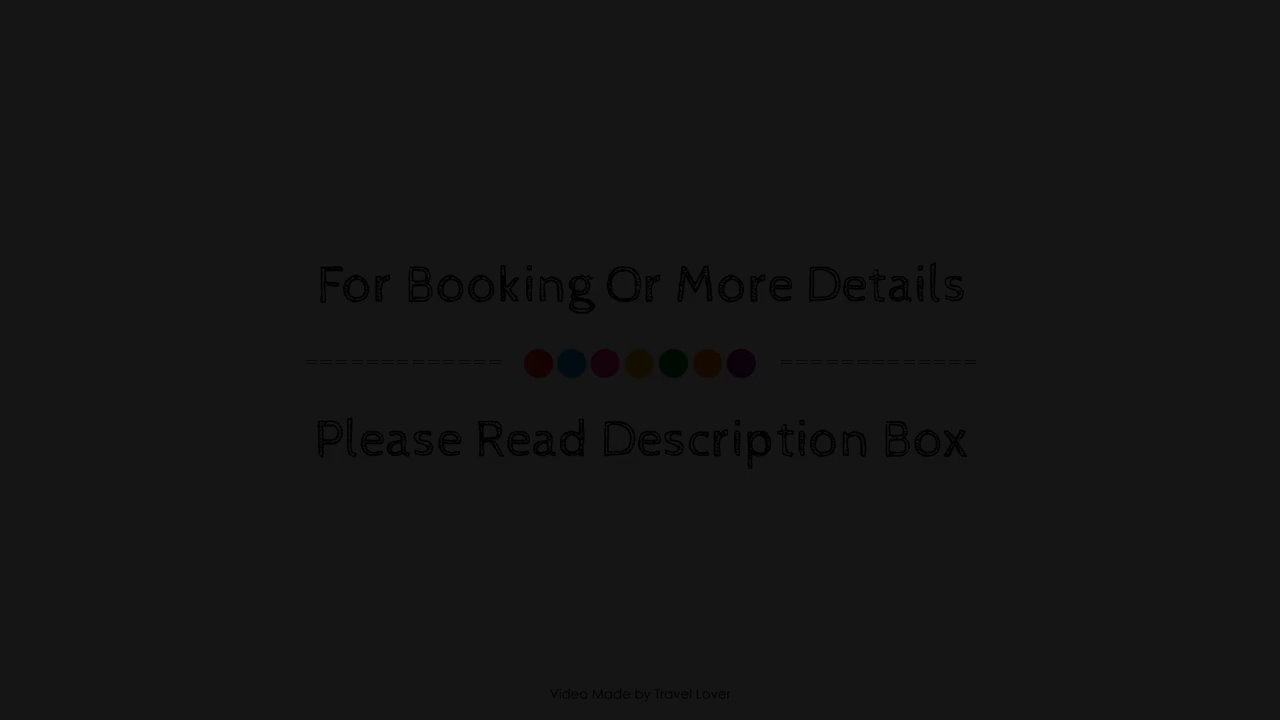 For Booking Or More Details
============= =============
Please Read Description Box
Video Made by Travel Lover